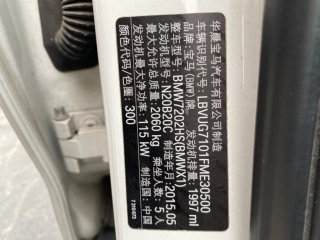 华晨宝马汽车有限公司制造
车辆识别代号: LBVUG7101FME30500
品牌: 宝马(BMW)牌 发动机排量: 1997 ml
整车型号: BMW7202HS(BMWX1)
发动机型号: N20B20C 制造年月: 2015.05
最大允许总质量: 2060 kg 乘坐人数: 5人
发动机最大净功率: 115 kW 制造国: 中国
颜色代码/色号: 300